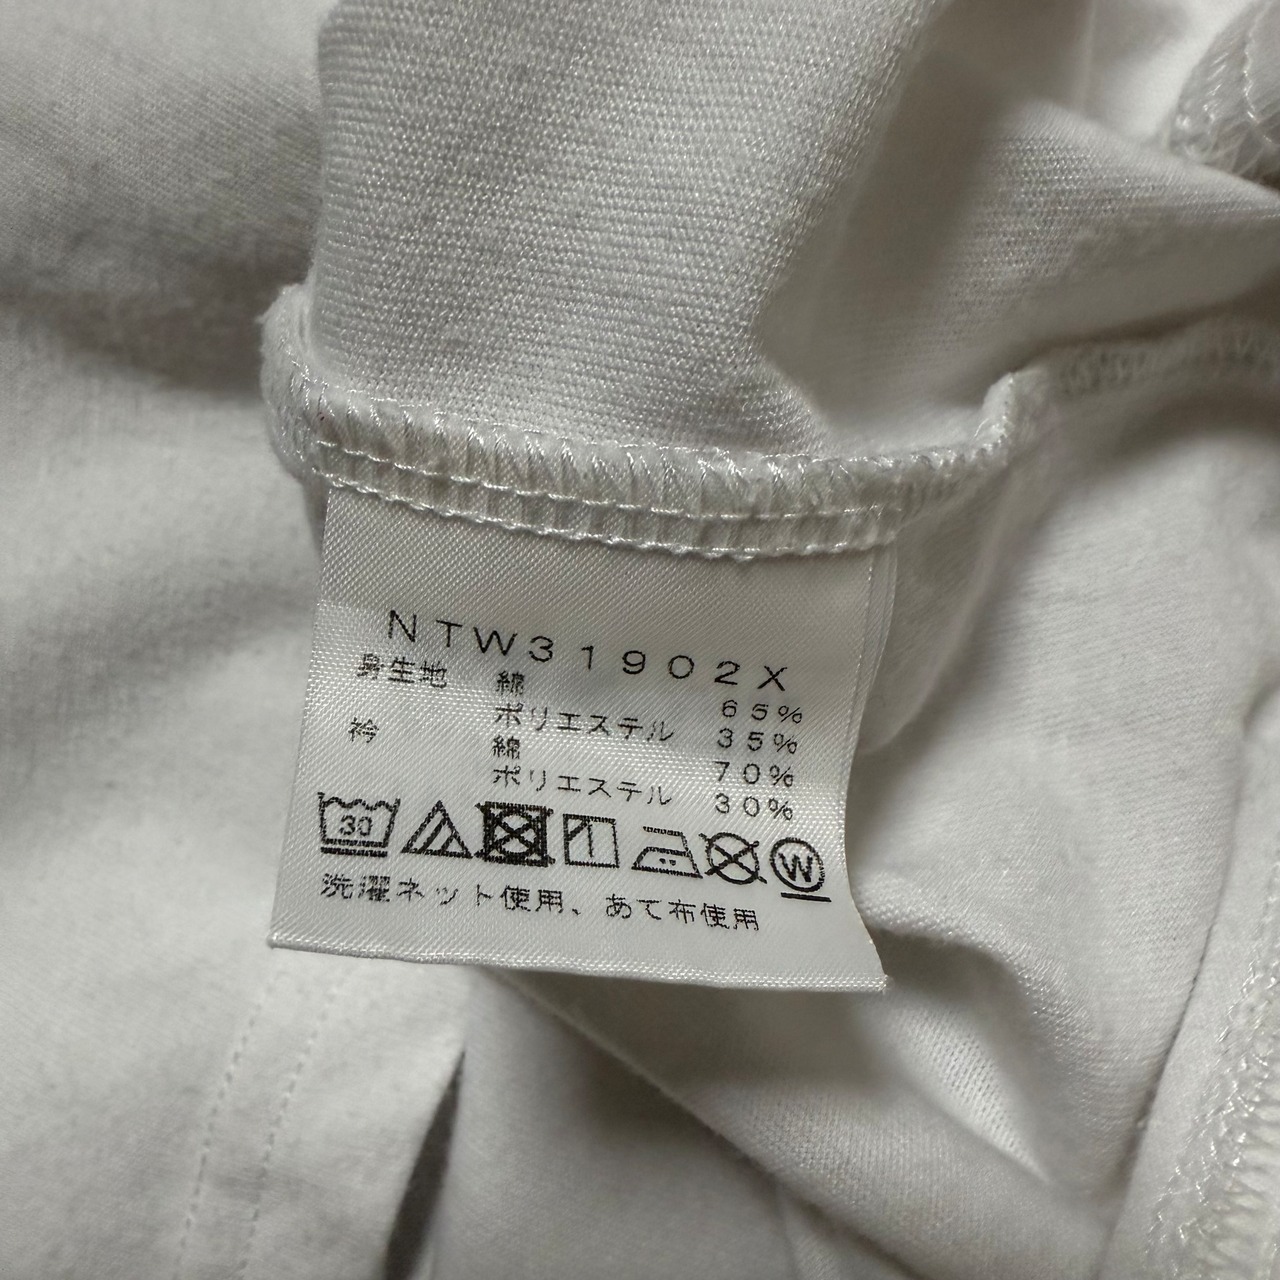 NTW31902X
身生地 綿 65%
ポリエステル 35%
衿 綿 70%
ポリエステル 30%
30 W
洗濯ネット使用、あて布使用